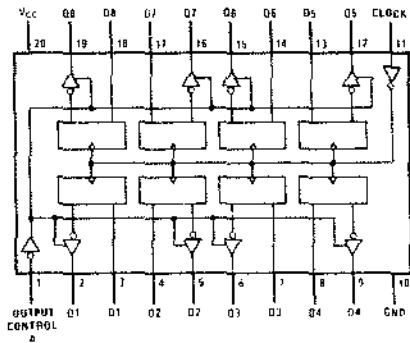 VCC Q8 D8 D7 Q7 Q6 D6 D5 Q5 CLOCK
20 19 18 17 16 15 14 13 12 11
1 2 3 4 5 6 7 8 9 10
OUTPUT CONTROL Q1 D1 D2 Q2 Q3 D3 D4 Q4 GND